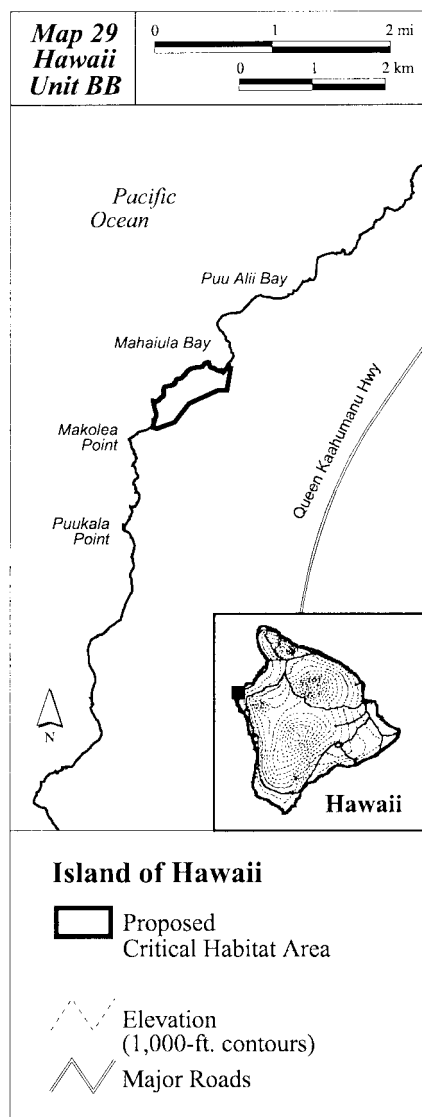 Map 29
Hawaii
Unit BB
0 1 2 mi
0 1 2 km
Pacific
Ocean
Puu Alii Bay
Mahaiula Bay
Makolea
Point
Queen Kaahumanu Hwy
Puukala
Point
N
Hawaii
Island of Hawaii
Proposed
Critical Habitat Area
Elevation
(1,000-ft. contours)
Major Roads